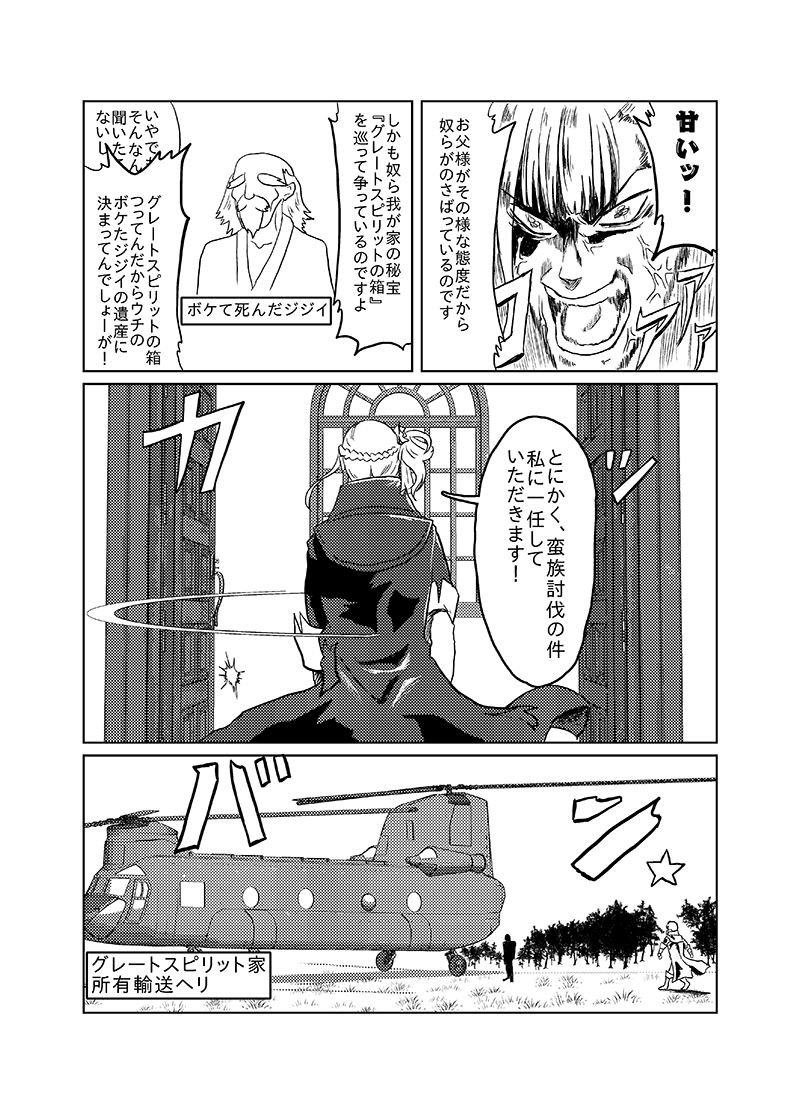 甘いッ！
お父様がその様な態度だから
奴らがのさばっているのです
クワッ
しかも奴ら我が家の秘宝
『グレートスピリットの箱』
を巡って争っているのですよ
ボケて死んだジジイ
いやでも
そんなん
聞いた
ないし
グレートスピリットの箱
つってんだからウチの
ボケたジジイの遺産に
決まってんでしょーが！
とにかく、蛮族討伐の件
私に一任して
いただきます！
ガッ
バン
グレートスピリット家
所有輸送ヘリ